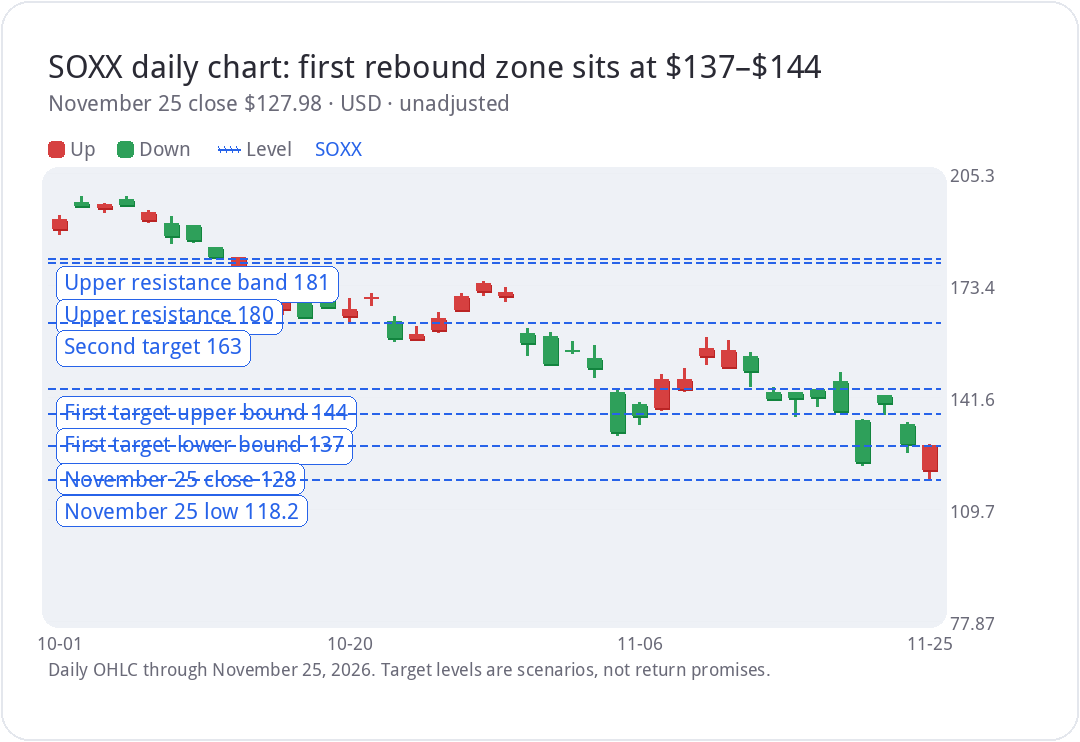 SOXX daily chart: first rebound zone sits at $137–$144
November 25 close $127.98 · USD · unadjusted
Up Down Level SOXX
205.3
173.4
141.6
109.7
77.87
Upper resistance band 181
Upper resistance 180
Second target 163
First target upper bound 144
First target lower bound 137
November 25 close 128
November 25 low 118.2
10-01 10-20 11-06 11-25
Daily OHLC through November 25, 2026. Target levels are scenarios, not return promises.